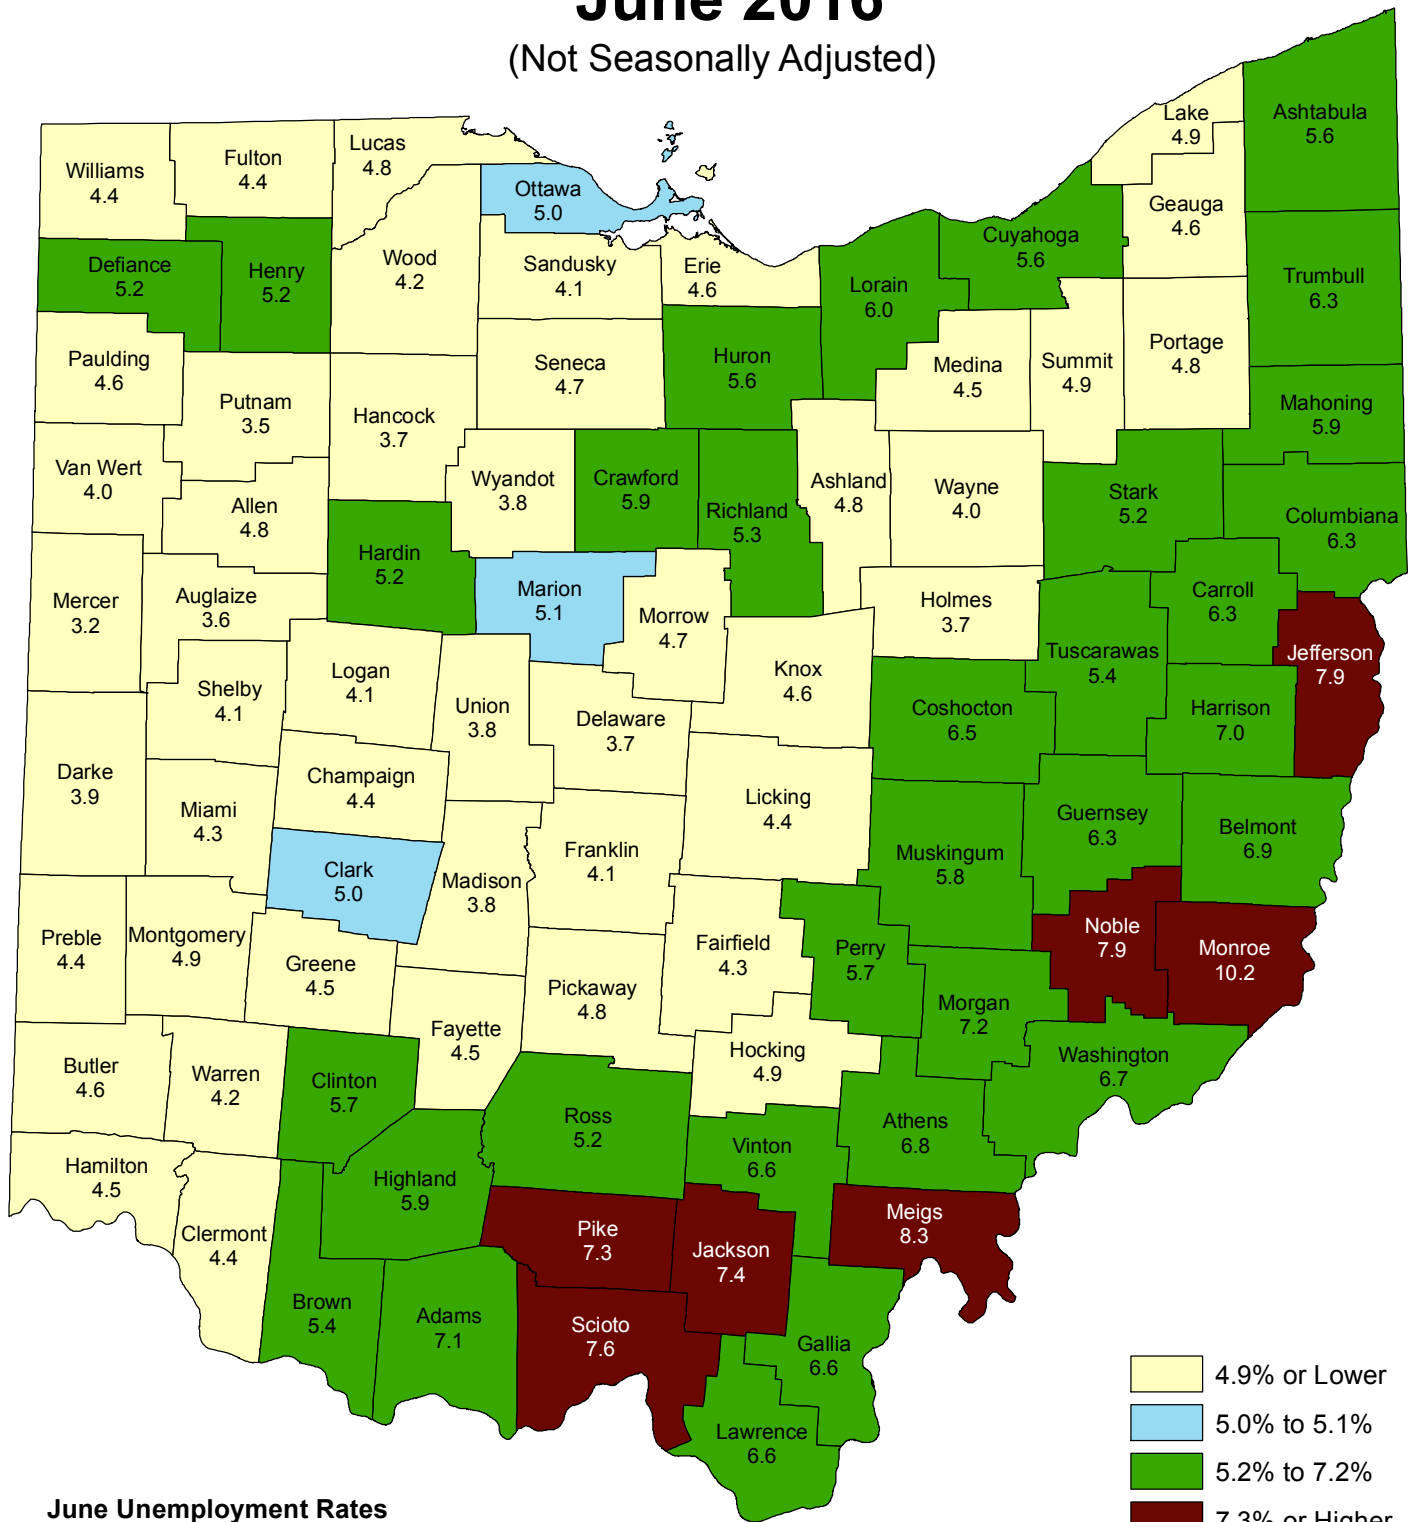 June 2016
(Not Seasonally Adjusted)
Lake
4.9
Ashtabula
5.6
Williams
4.4
Fulton
4.4
Lucas
4.8
Ottawa
5.0
Geauga
4.6
Cuyahoga
5.6
Defiance
5.2
Henry
5.2
Wood
4.2
Sandusky
4.1
Erie
4.6
Lorain
6.0
Trumbull
6.3
Paulding
4.6
Putnam
3.5
Hancock
3.7
Seneca
4.7
Huron
5.6
Medina
4.5
Summit
4.9
Portage
4.8
Mahoning
5.9
Van Wert
4.0
Allen
4.8
Wyandot
3.8
Crawford
5.9
Richland
5.3
Ashland
4.8
Wayne
4.0
Stark
5.2
Columbiana
6.3
Hardin
5.2
Mercer
3.2
Auglaize
3.6
Marion
5.1
Morrow
4.7
Holmes
3.7
Carroll
6.3
Tuscarawas
5.4
Jefferson
7.9
Logan
4.1
Shelby
4.1
Union
3.8
Delaware
3.7
Knox
4.6
Coshocton
6.5
Harrison
7.0
Darke
3.9
Miami
4.3
Champaign
4.4
Licking
4.4
Guernsey
6.3
Belmont
6.9
Clark
5.0
Madison
3.8
Franklin
4.1
Muskingum
5.8
Preble
4.4
Montgomery
4.9
Greene
4.5
Fairfield
4.3
Perry
5.7
Noble
7.9
Monroe
10.2
Pickaway
4.8
Morgan
7.2
Fayette
4.5
Hocking
4.9
Washington
6.7
Butler
4.6
Warren
4.2
Clinton
5.7
Ross
5.2
Vinton
6.6
Athens
6.8
Hamilton
4.5
Highland
5.9
Clermont
4.4
Pike
7.3
Jackson
7.4
Meigs
8.3
Brown
5.4
Adams
7.1
Scioto
7.6
Gallia
6.6
Lawrence
6.6
4.9% or Lower
5.0% to 5.1%
5.2% to 7.2%
7.3% or Higher
June Unemployment Rates